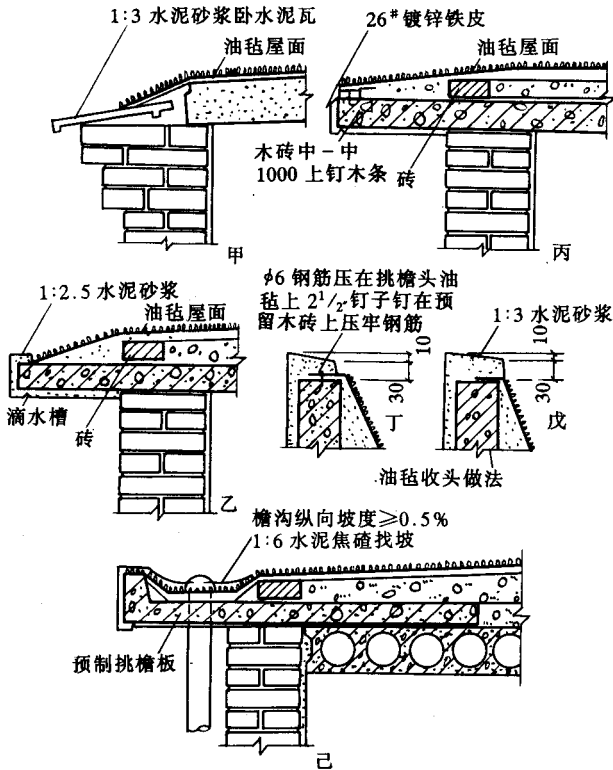 1:3 水泥砂浆卧水泥瓦
油毡屋面
甲
26# 镀锌铁皮
油毡屋面
木砖中－中
1000 上钉木条
砖
丙
1:2.5 水泥砂浆
油毡屋面
滴水槽
砖
乙
φ6 钢筋压在挑檐头油
毡上 2¹/₂″ 钉子钉在预
留木砖上压牢钢筋
10
30
丁
1:3 水泥砂浆
10
30
戊
油毡收头做法
檐沟纵向坡度≥0.5%
1:6 水泥焦碴找坡
预制挑檐板
己